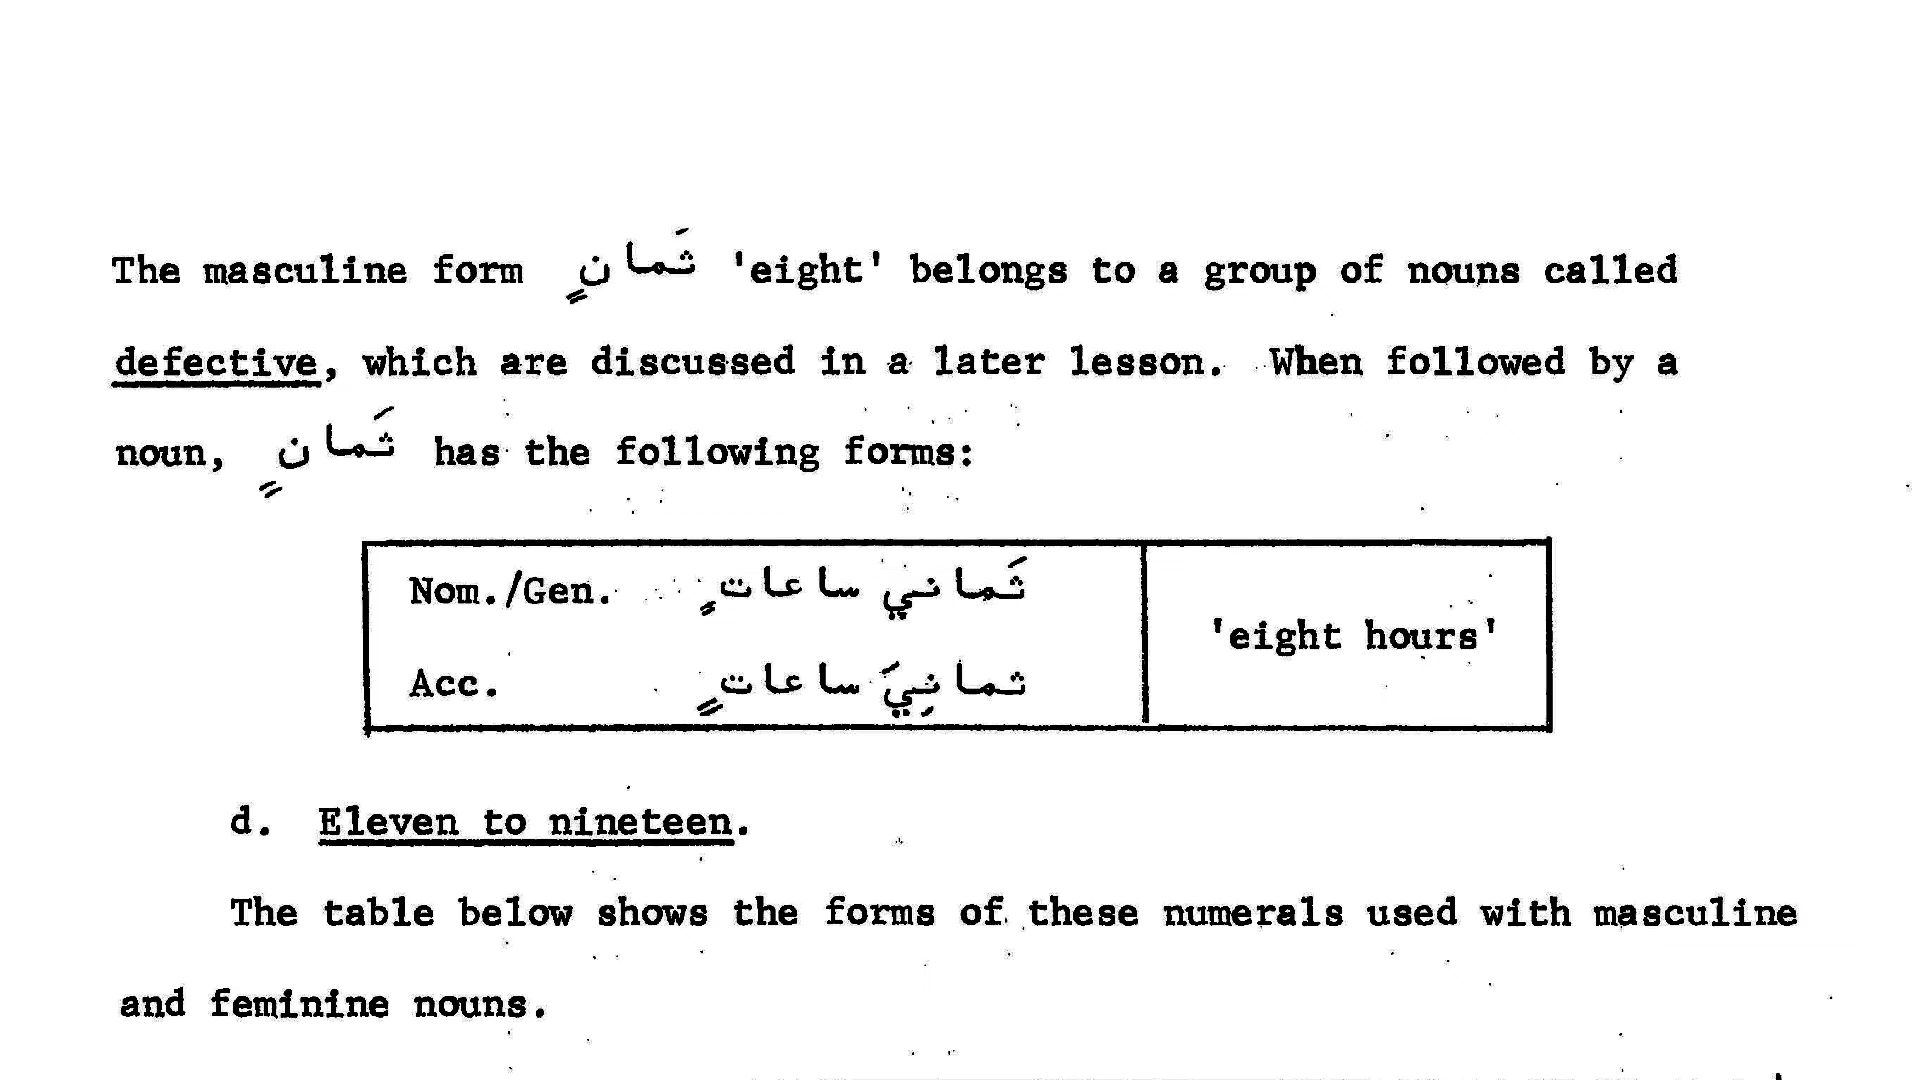 The masculine form ثَمانٍ 'eight' belongs to a group of nouns called
defective, which are discussed in a later lesson. When followed by a
noun, ثَمانٍ has the following forms:
Nom./Gen. ثَماني ساعاتٍ
'eight hours'
Acc. ثمانِيَ ساعاتٍ
d. Eleven to nineteen.
The table below shows the forms of these numerals used with masculine
and feminine nouns.